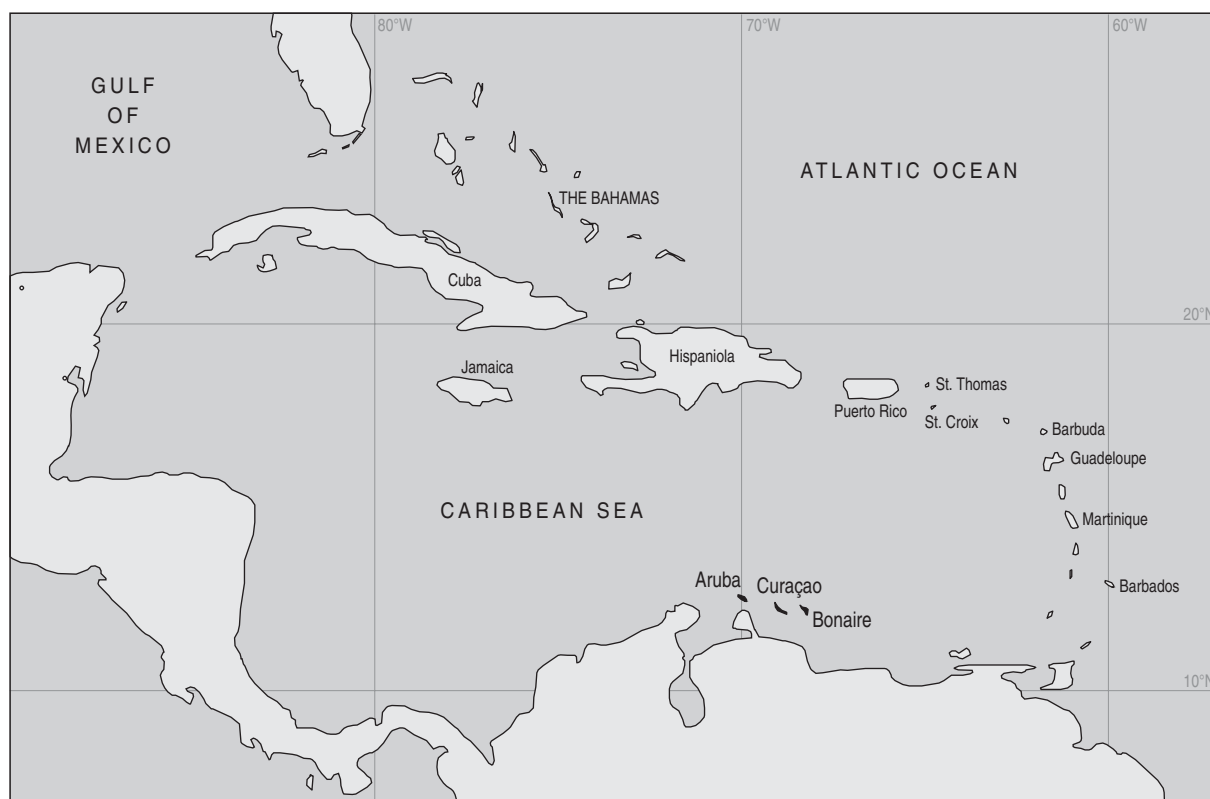 80°W
70°W
60°W
GULF
OF
MEXICO
ATLANTIC OCEAN
THE BAHAMAS
Cuba
20°N
Hispaniola
Jamaica
St. Thomas
Puerto Rico
St. Croix
Barbuda
Guadeloupe
CARIBBEAN SEA
Martinique
Aruba
Curaçao
Barbados
Bonaire
10°N